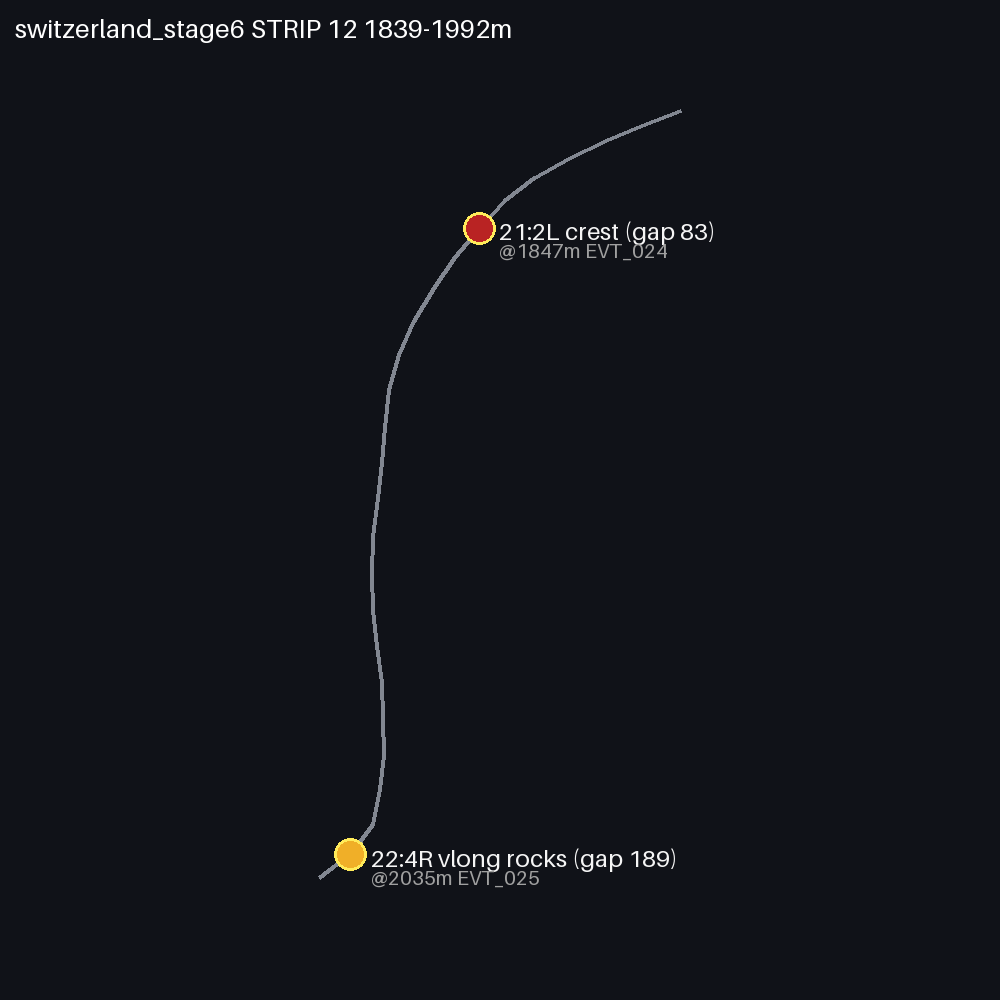 switzerland_stage6 STRIP 12 1839-1992m
21:2L crest (gap 83)
@1847m EVT_024
22:4R vlong rocks (gap 189)
@2035m EVT_025